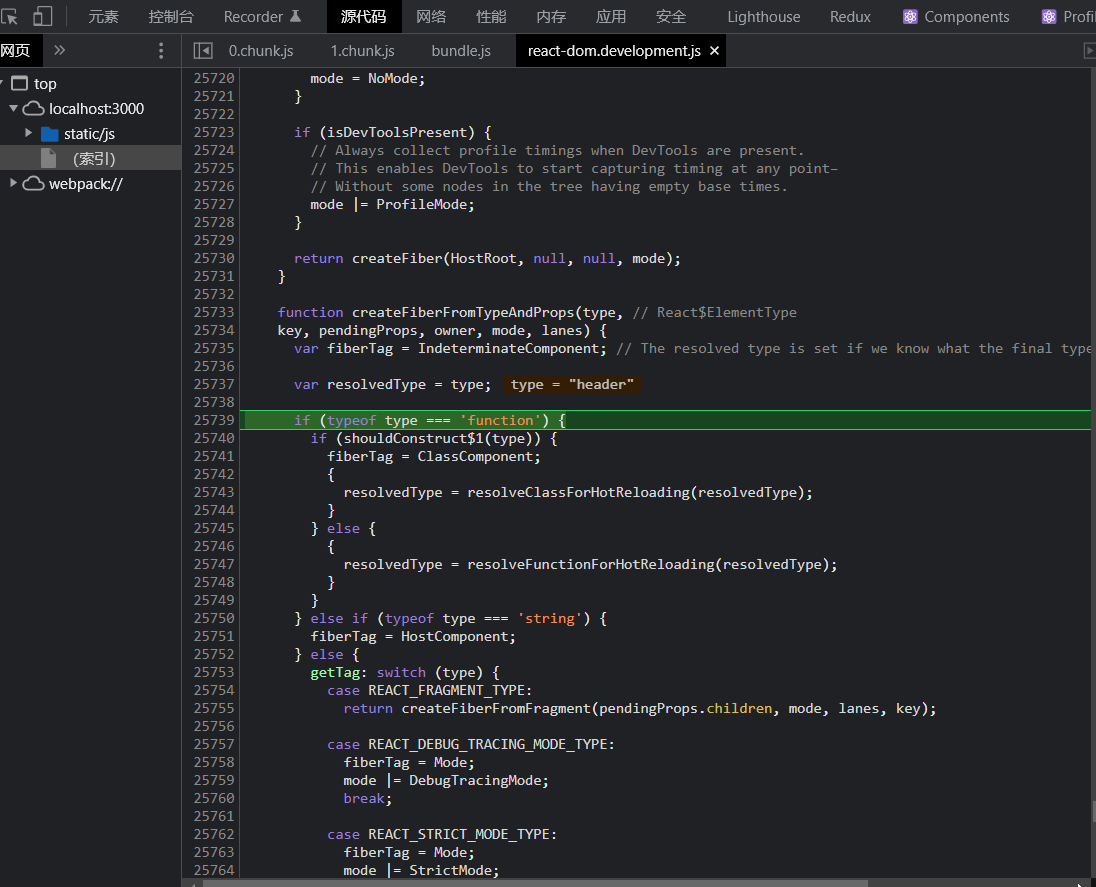 元素 控制台 Recorder 源代码 网络 性能 内存 应用 安全 Lighthouse Redux Components Profi
网页 » 0.chunk.js 1.chunk.js bundle.js react-dom.development.js ×
top
localhost:3000
static/js
(索引)
webpack://
25720 mode = NoMode;
25721 }
25722
25723 if (isDevToolsPresent) {
25724 // Always collect profile timings when DevTools are present.
25725 // This enables DevTools to start capturing timing at any point–
25726 // Without some nodes in the tree having empty base times.
25727 mode |= ProfileMode;
25728 }
25729
25730 return createFiber(HostRoot, null, null, mode);
25731 }
25732
25733 function createFiberFromTypeAndProps(type, // React$ElementType
25734 key, pendingProps, owner, mode, lanes) {
25735 var fiberTag = IndeterminateComponent; // The resolved type is set if we know what the final type
25736
25737 var resolvedType = type; type = "header"
25738
25739 if (typeof type === 'function') {
25740 if (shouldConstruct$1(type)) {
25741 fiberTag = ClassComponent;
25742 {
25743 resolvedType = resolveClassForHotReloading(resolvedType);
25744 }
25745 } else {
25746 {
25747 resolvedType = resolveFunctionForHotReloading(resolvedType);
25748 }
25749 }
25750 } else if (typeof type === 'string') {
25751 fiberTag = HostComponent;
25752 } else {
25753 getTag: switch (type) {
25754 case REACT_FRAGMENT_TYPE:
25755 return createFiberFromFragment(pendingProps.children, mode, lanes, key);
25756
25757 case REACT_DEBUG_TRACING_MODE_TYPE:
25758 fiberTag = Mode;
25759 mode |= DebugTracingMode;
25760 break;
25761
25762 case REACT_STRICT_MODE_TYPE:
25763 fiberTag = Mode;
25764 mode |= StrictMode;